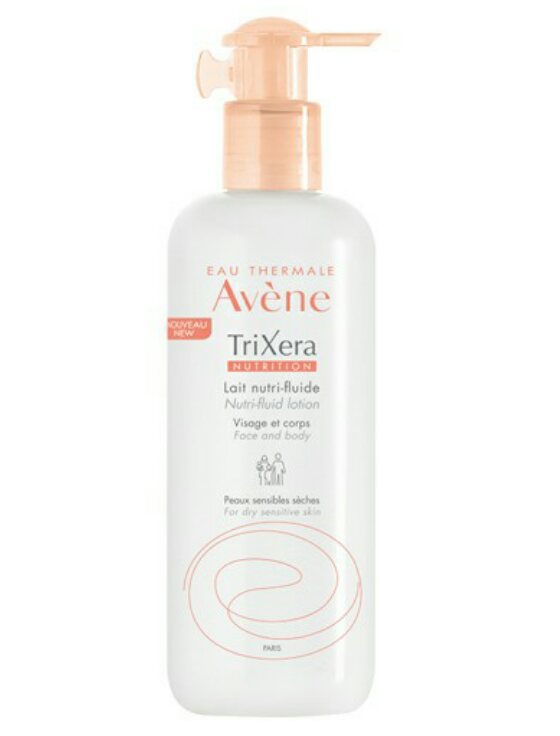 EAU THERMALE
Avène
NOUVEAU
NEW
TriXera
NUTRITION
Lait nutri-fluide
Nutri-fluid lotion
Visage et corps
Face and body
Peaux sensibles sèches
For dry sensitive skin
PARIS